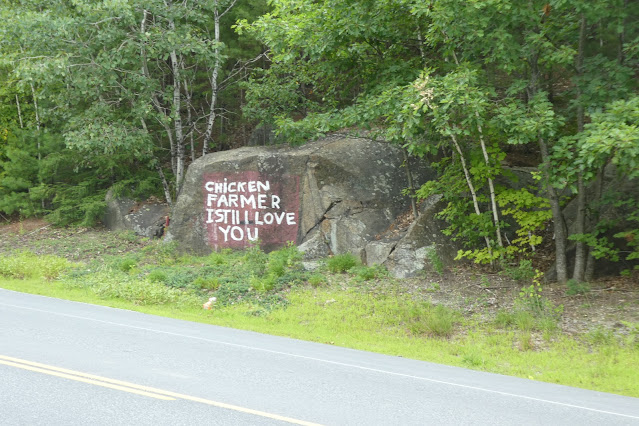 CHICKEN
FARMER
I STILL LOVE
YOU